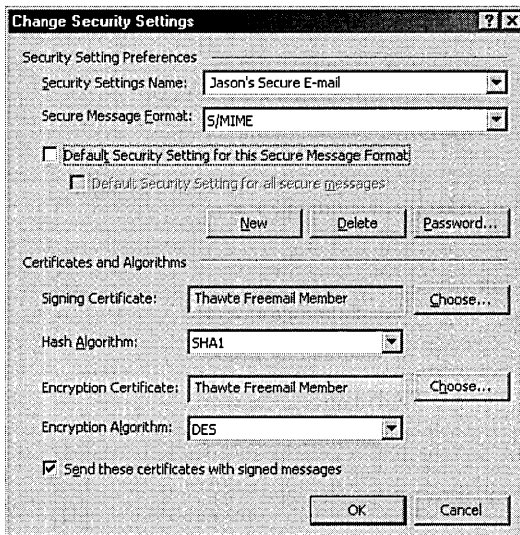 Change Security Settings
Security Setting Preferences
Security Settings Name: Jason's Secure E-mail
Secure Message Format: S/MIME
Default Security Setting for this Secure Message Format
Default Security Setting for all secure messages
New Delete Password...
Certificates and Algorithms
Signing Certificate: Thawte Freemail Member Choose...
Hash Algorithm: SHA1
Encryption Certificate: Thawte Freemail Member Choose...
Encryption Algorithm: DES
Send these certificates with signed messages
OK Cancel